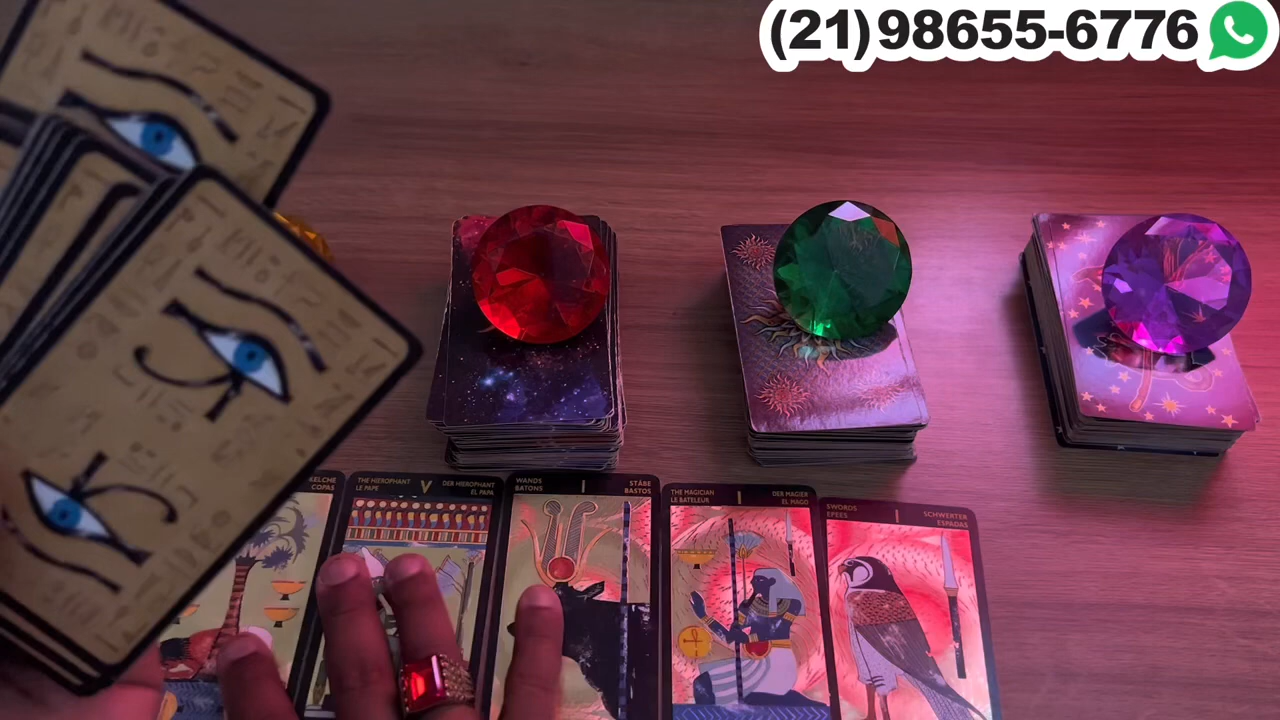 (21)98655-6776
KELCHE
COPAS
THE HIEROPHANT
LE PAPE
V
DER HIEROPHANT
EL PAPA
WANDS
BATONS
I
STÄBE
BASTOS
THE MAGICIAN
LE BATELEUR
I
DER MAGIER
EL MAGO
SWORDS
EPEES
I
SCHWERTER
ESPADAS